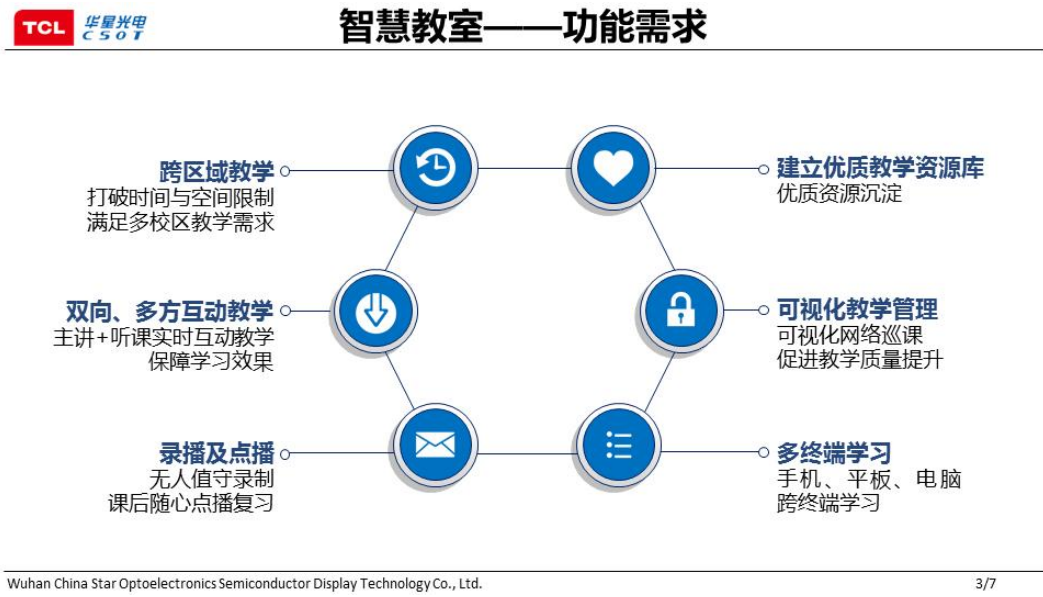 TCL 华星光电
CSOT
智慧教室——功能需求
跨区域教学
打破时间与空间限制
满足多校区教学需求
建立优质教学资源库
优质资源沉淀
双向、多方互动教学
主讲+听课实时互动教学
保障学习效果
可视化教学管理
可视化网络巡课
促进教学质量提升
录播及点播
无人值守录制
课后随心点播复习
多终端学习
手机、平板、电脑
跨终端学习
Wuhan China Star Optoelectronics Semiconductor Display Technology Co., Ltd.
3/7